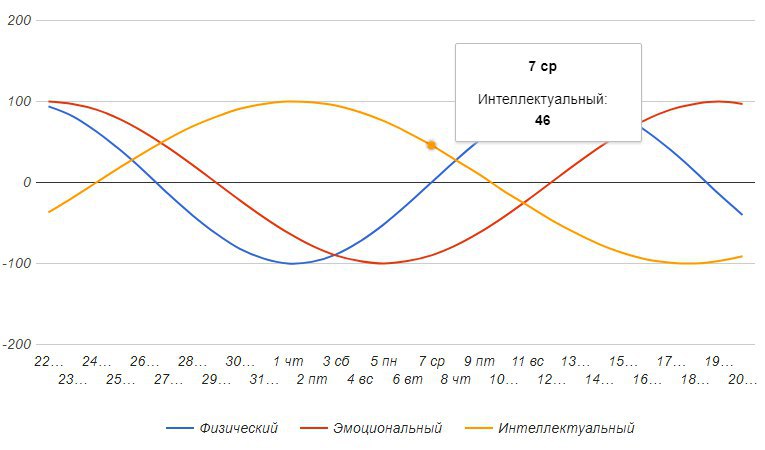 200
7 ср
Интеллектуальный:
46
100
0
-100
-200
22… 24… 26… 28… 30… 1 чт 3 сб 5 пн 7 ср 9 пт 11 вс 13… 15… 17… 19…
23… 25… 27… 29… 31… 2 пт 4 вс 6 вт 8 чт 10… 12… 14… 16… 18… 20…
Физический Эмоциональный Интеллектуальный